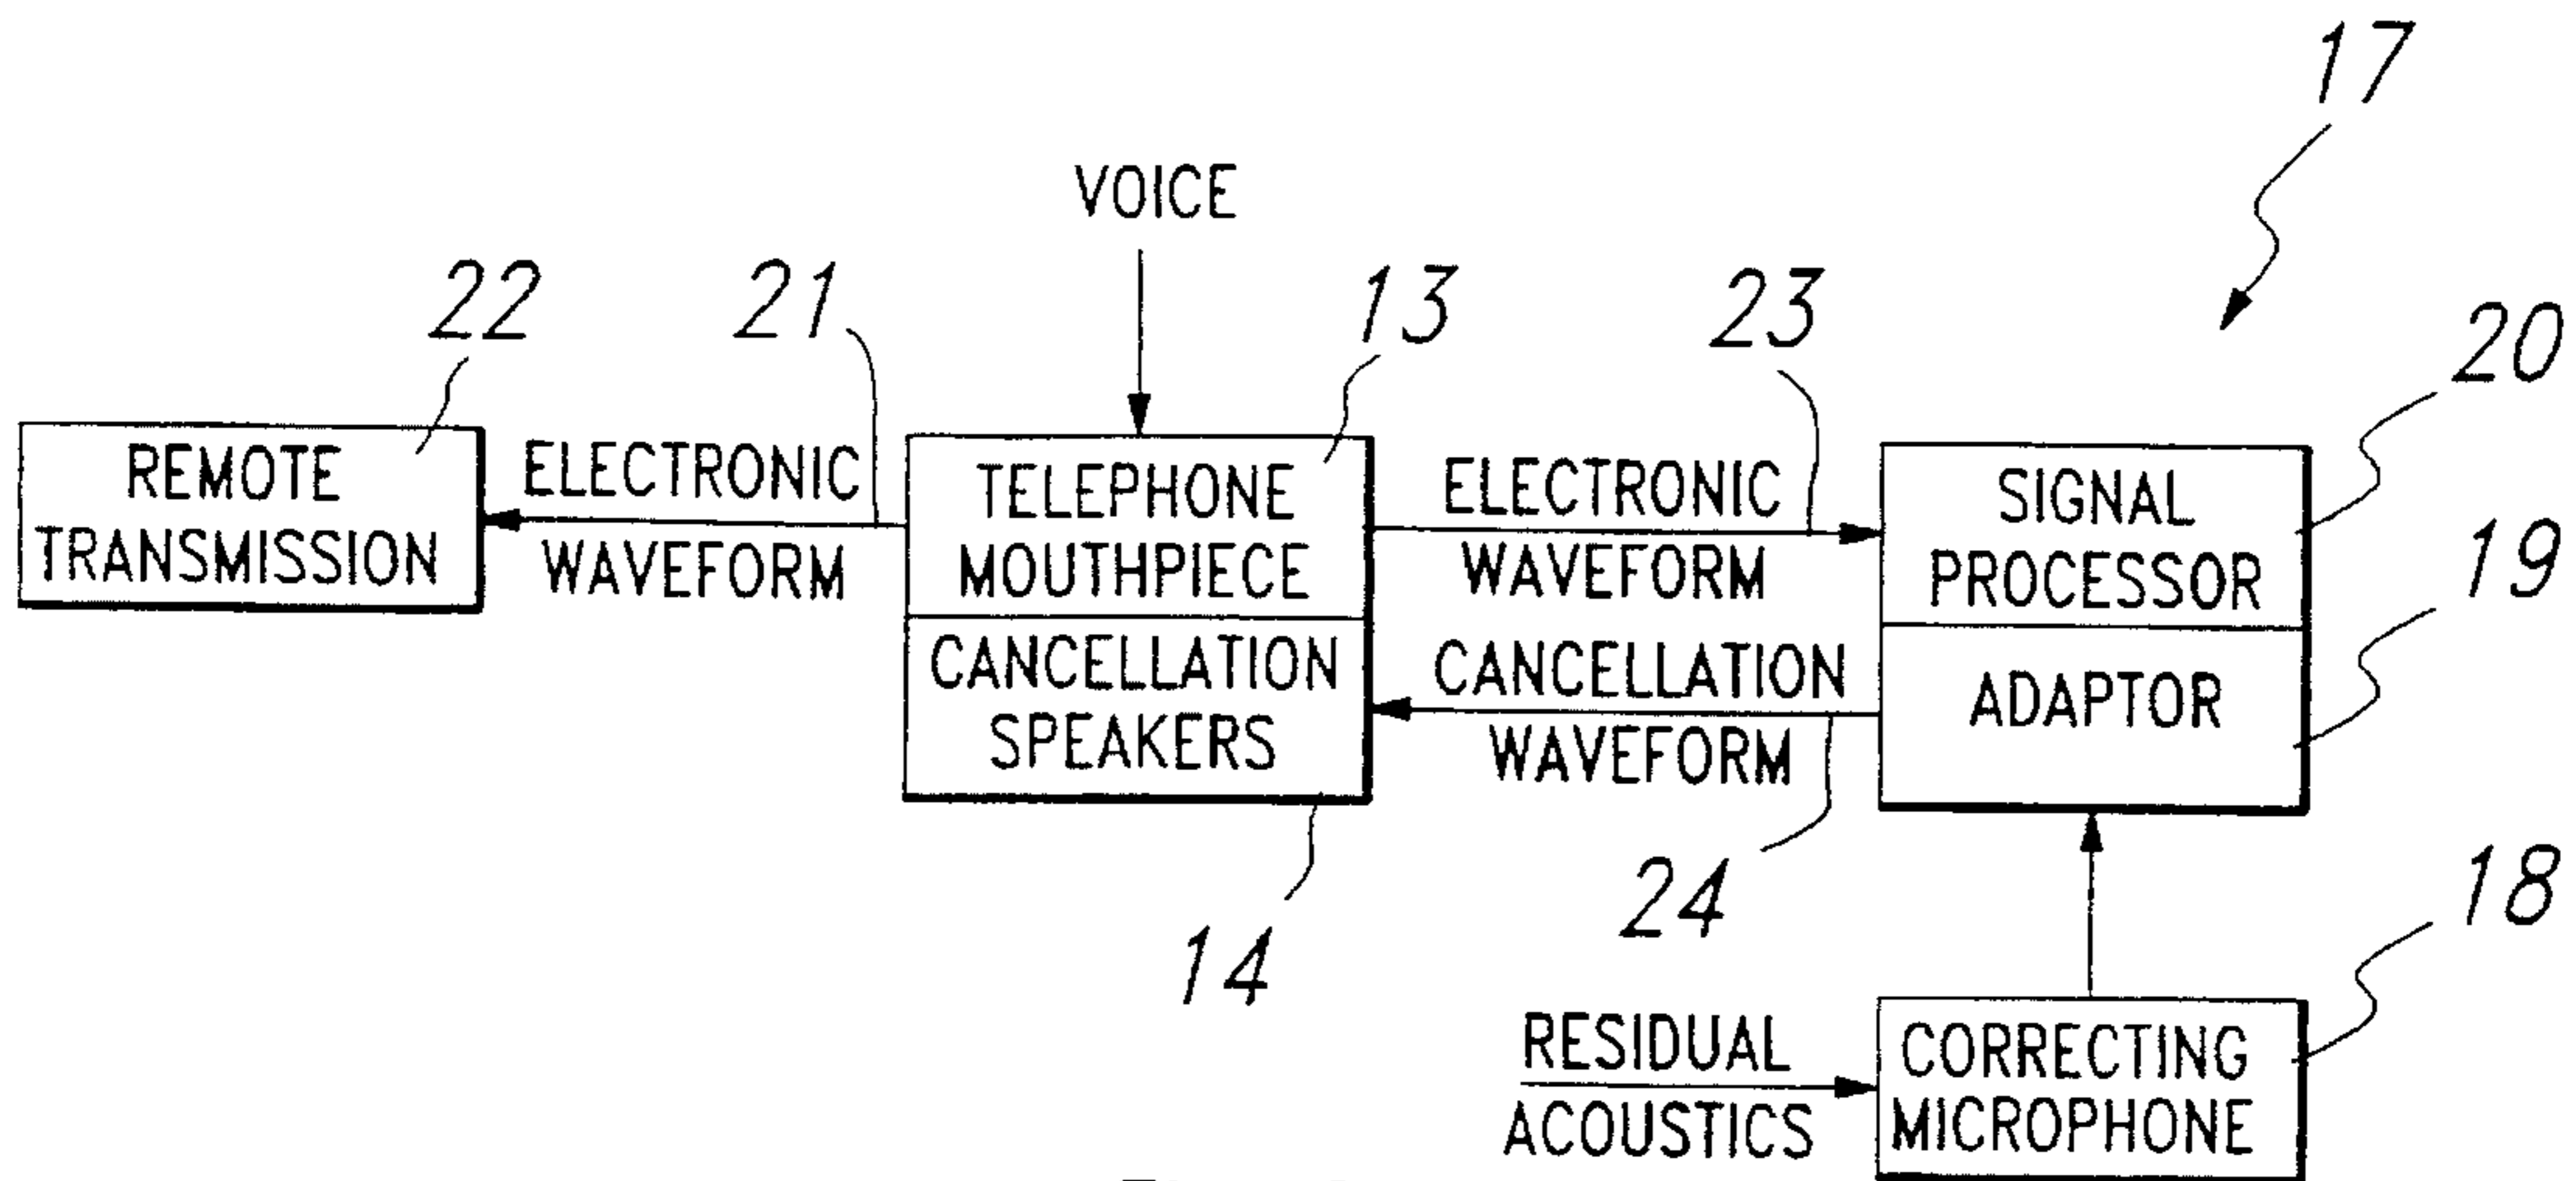 17
VOICE
22
21
13
23
20
REMOTE
TRANSMISSION
ELECTRONIC
WAVEFORM
TELEPHONE
MOUTHPIECE
ELECTRONIC
WAVEFORM
SIGNAL
PROCESSOR
19
CANCELLATION
SPEAKERS
CANCELLATION
WAVEFORM
ADAPTOR
14
24
18
RESIDUAL
ACOUSTICS
CORRECTING
MICROPHONE